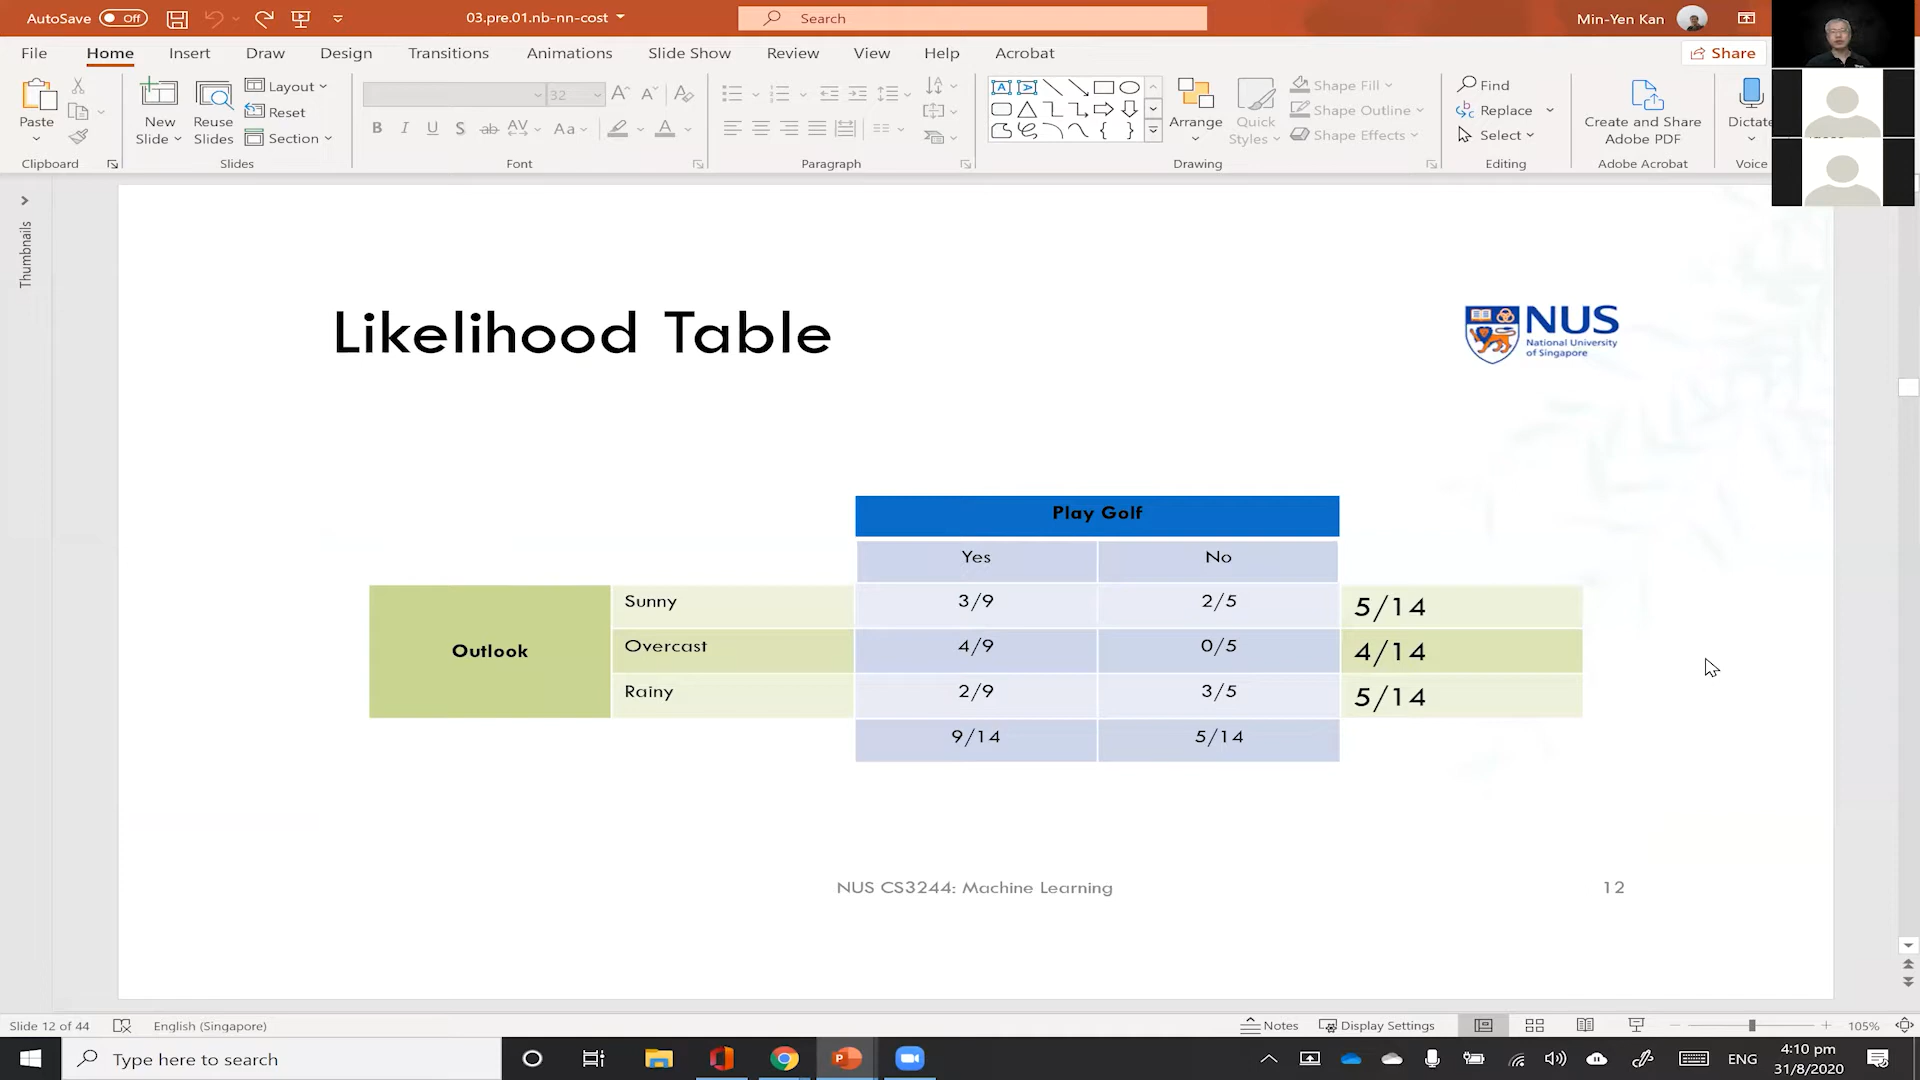 AutoSave Off
03.pre.01.nb-nn-cost
Search
Min-Yen Kan
File Home Insert Draw Design Transitions Animations Slide Show Review View Help Acrobat
Share
Paste
Clipboard
New Slide
Reuse Slides
Layout
Reset
Section
Slides
32
Font
Paragraph
Arrange
Quick Styles
Shape Fill
Shape Outline
Shape Effects
Drawing
Find
Replace
Select
Editing
Create and Share Adobe PDF
Adobe Acrobat
Dictate
Voice
Thumbnails
Likelihood Table
NUS
National University
of Singapore
Play Golf
Yes No
Outlook
Sunny 3/9 2/5 5/14
Overcast 4/9 0/5 4/14
Rainy 2/9 3/5 5/14
9/14 5/14
NUS CS3244: Machine Learning
12
Slide 12 of 44
English (Singapore)
Notes
Display Settings
105%
Type here to search
ENG
4:10 pm
31/8/2020